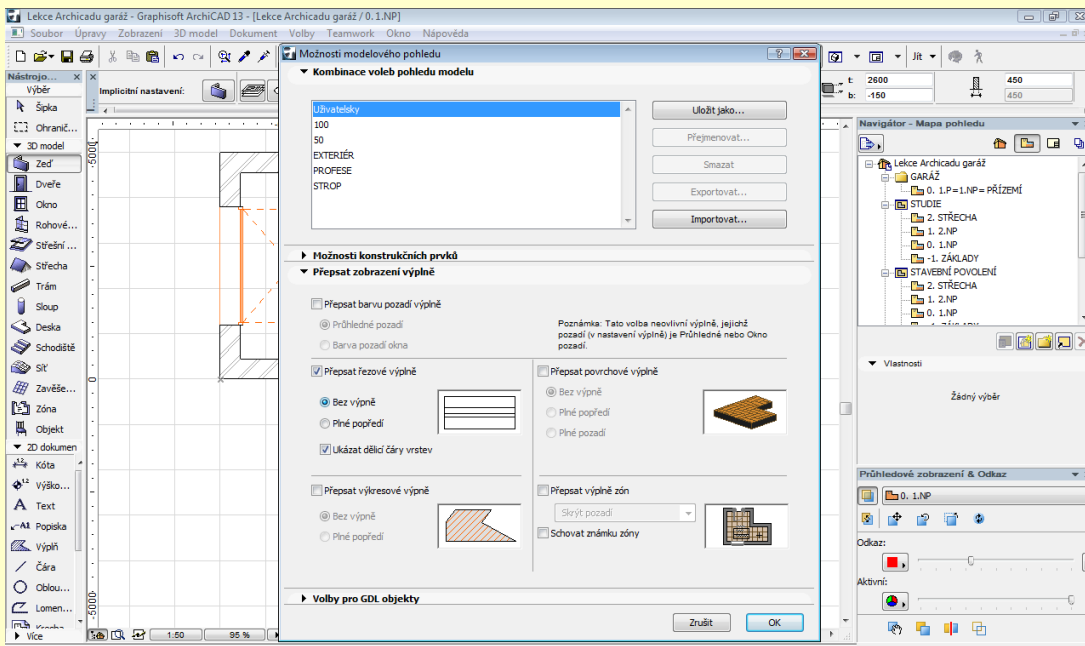 Lekce Archicadu garáž - Graphisoft ArchiCAD 13 - [Lekce Archicadu garáž / 0. 1.NP]
Soubor Úpravy Zobrazení 3D model Dokument Volby Teamwork Okno Nápověda
Jít
Nástrojo... x
Výběr
Šipka
Ohranič...
3D model
Zeď
Dveře
Okno
Rohové...
Střešní ...
Střecha
Trám
Sloup
Deska
Schodiště
Síť
Zavěše...
Zóna
Objekt
2D dokumen
Kóta
Výško...
Text
Popiska
Výplň
Čára
Oblou...
Lomen...
Více
Implicitní nastavení:
5000
0
-5000
1:50
95 %
Možnosti modelového pohledu
Kombinace voleb pohledu modelu
Uživatelsky
100
50
EXTERIÉR
PROFESE
STROP
Uložit jako...
Přejmenovat...
Smazat
Exportovat...
Importovat...
Možnosti konstrukčních prvků
Přepsat zobrazení výplně
Přepsat barvu pozadí výplně
Průhledné pozadí
Barva pozadí okna
Poznámka: Tato volba neovlivní výplně, jejichž
pozadí (v nastavení výplně) je Průhledné nebo Okno
pozadí.
Přepsat řezové výplně
Bez výpně
Plné popředí
Ukázat dělicí čáry vrstev
Přepsat povrchové výplně
Bez výpně
Plné popředí
Plné pozadí
Přepsat výkresové výpně
Bez výpně
Plné popředí
Přepsat výplně zón
Skrýt pozadí
Schovat známku zóny
Volby pro GDL objekty
Zrušit
OK
t: 2600
b: -150
450
450
Navigátor - Mapa pohledu
Lekce Archicadu garáž
GARÁŽ
0. 1.P=1.NP= PŘÍZEMÍ
STUDIE
2. STŘECHA
1. 2.NP
0. 1.NP
-1. ZÁKLADY
STAVEBNÍ POVOLENÍ
2. STŘECHA
1. 2.NP
0. 1.NP
Vlastnosti
Žádný výběr
Průhledové zobrazení & Odkaz
0. 1.NP
Odkaz:
Aktivní: